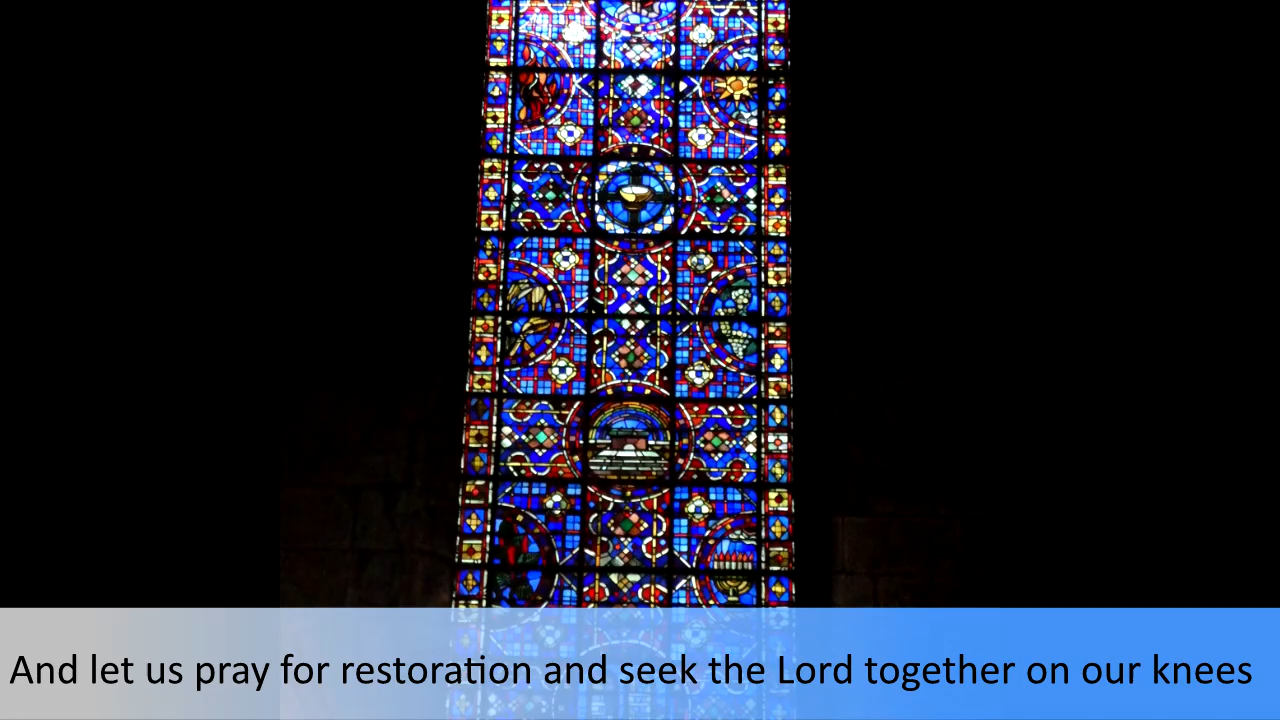 And let us pray for restoration and seek the Lord together on our knees